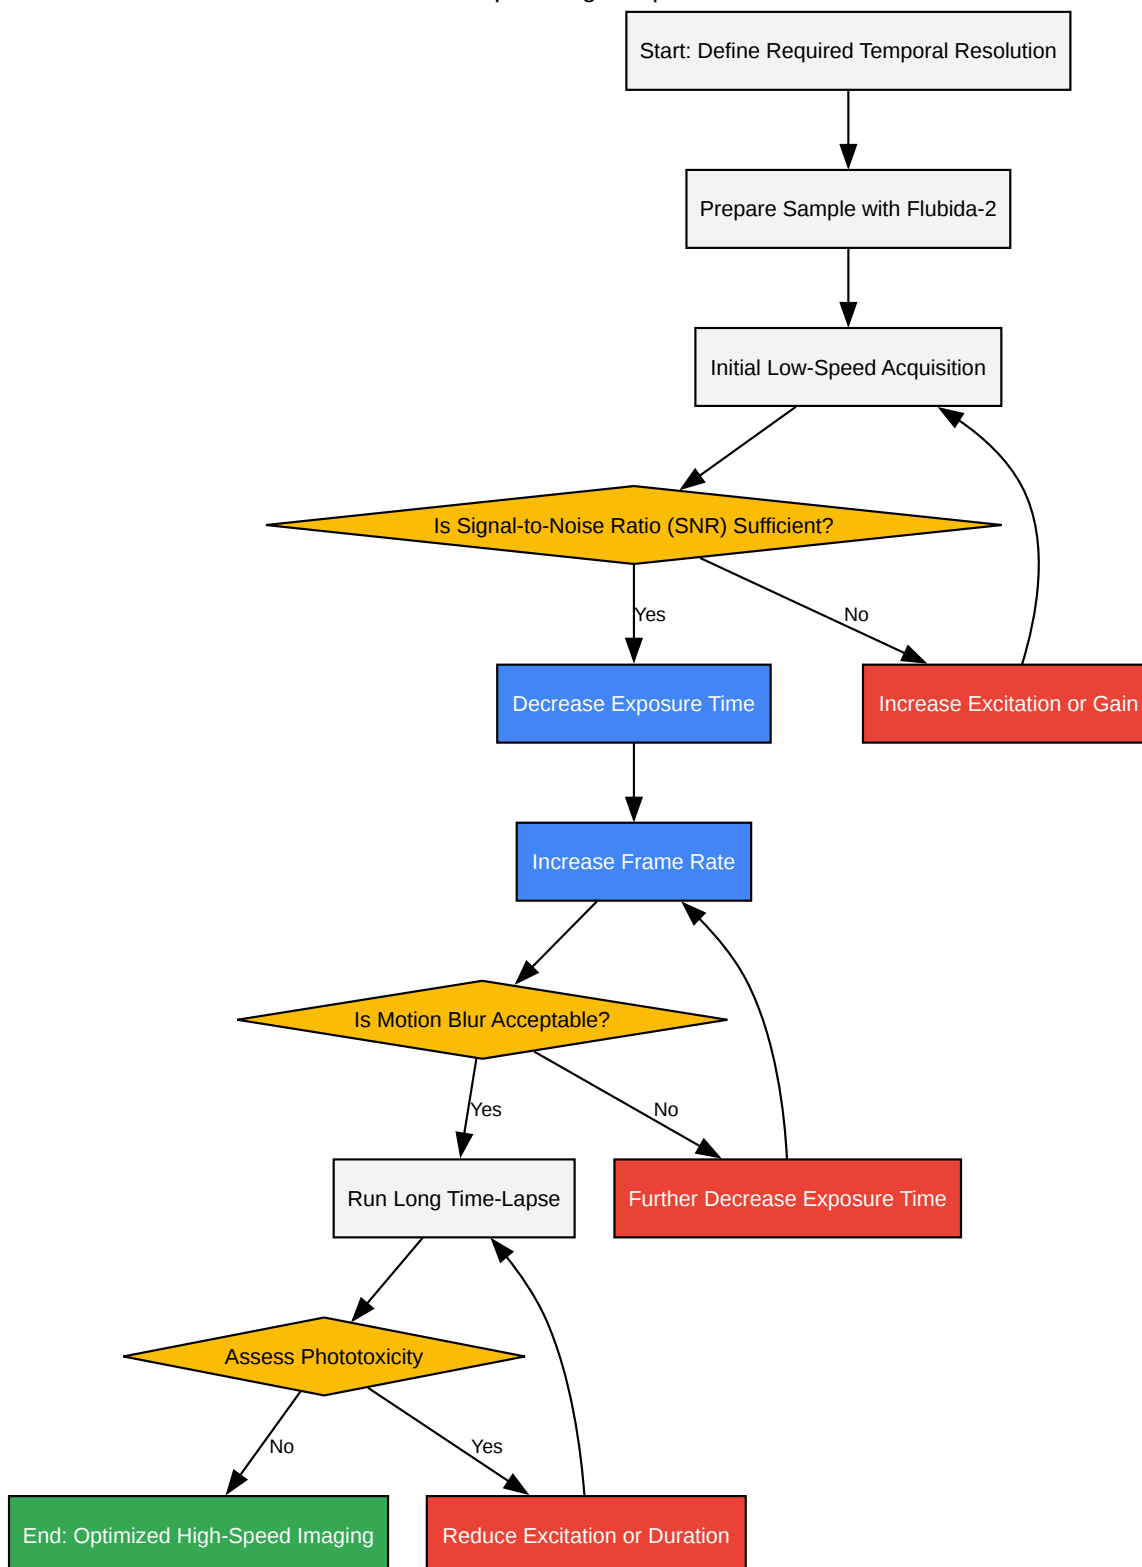 Start: Define Required Temporal Resolution
Prepare Sample with Flubida-2
Initial Low-Speed Acquisition
Is Signal-to-Noise Ratio (SNR) Sufficient?
Yes
No
Decrease Exposure Time
Increase Excitation or Gain
Increase Frame Rate
Is Motion Blur Acceptable?
Yes
No
Run Long Time-Lapse
Further Decrease Exposure Time
Assess Phototoxicity
No
Yes
End: Optimized High-Speed Imaging
Reduce Excitation or Duration